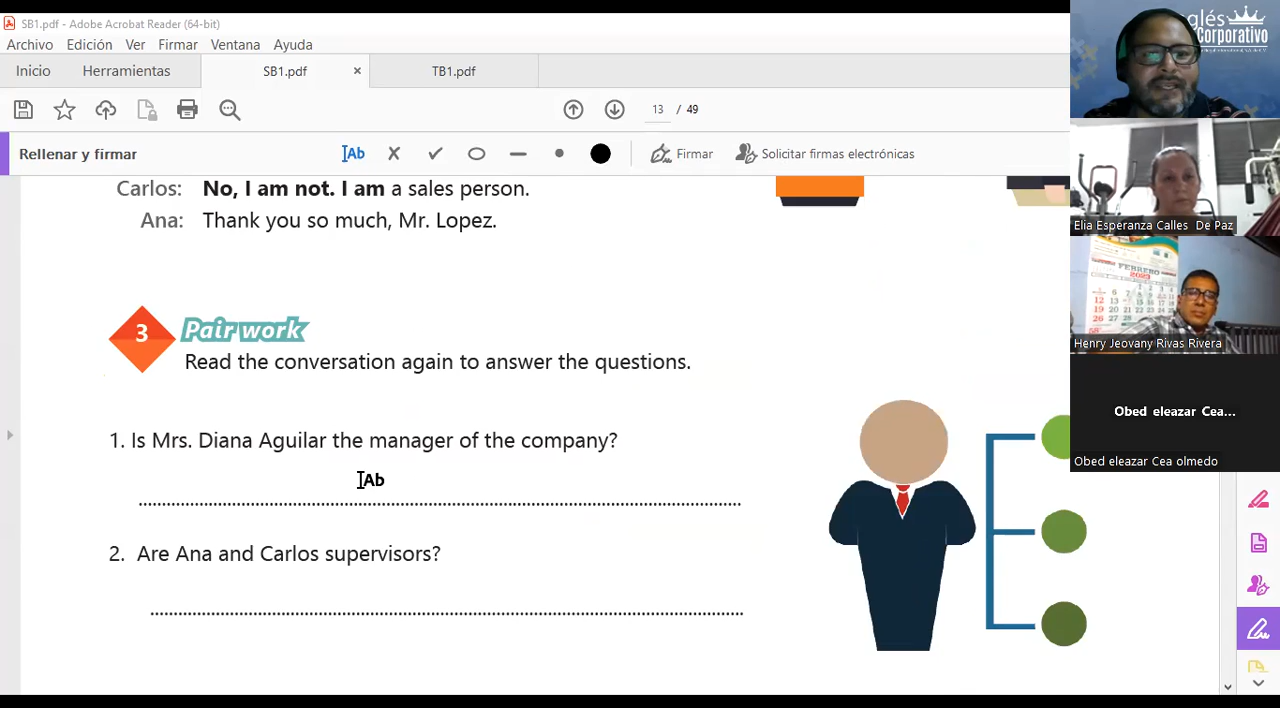 SB1.pdf - Adobe Acrobat Reader (64-bit)
Archivo Edición Ver Firmar Ventana Ayuda
Inicio Herramientas SB1.pdf × TB1.pdf
13 / 49
Rellenar y firmar Ab Firmar Solicitar firmas electrónicas
Carlos: No, I am not. I am a sales person.
Ana: Thank you so much, Mr. Lopez.
3 Pair work
Read the conversation again to answer the questions.
1. Is Mrs. Diana Aguilar the manager of the company?
Ab
2. Are Ana and Carlos supervisors?
glés
Corporativo
Elia Esperanza Calles De Paz
FEBRERO
Henry Jeovany Rivas Rivera
Obed eleazar Cea...
Obed eleazar Cea olmedo